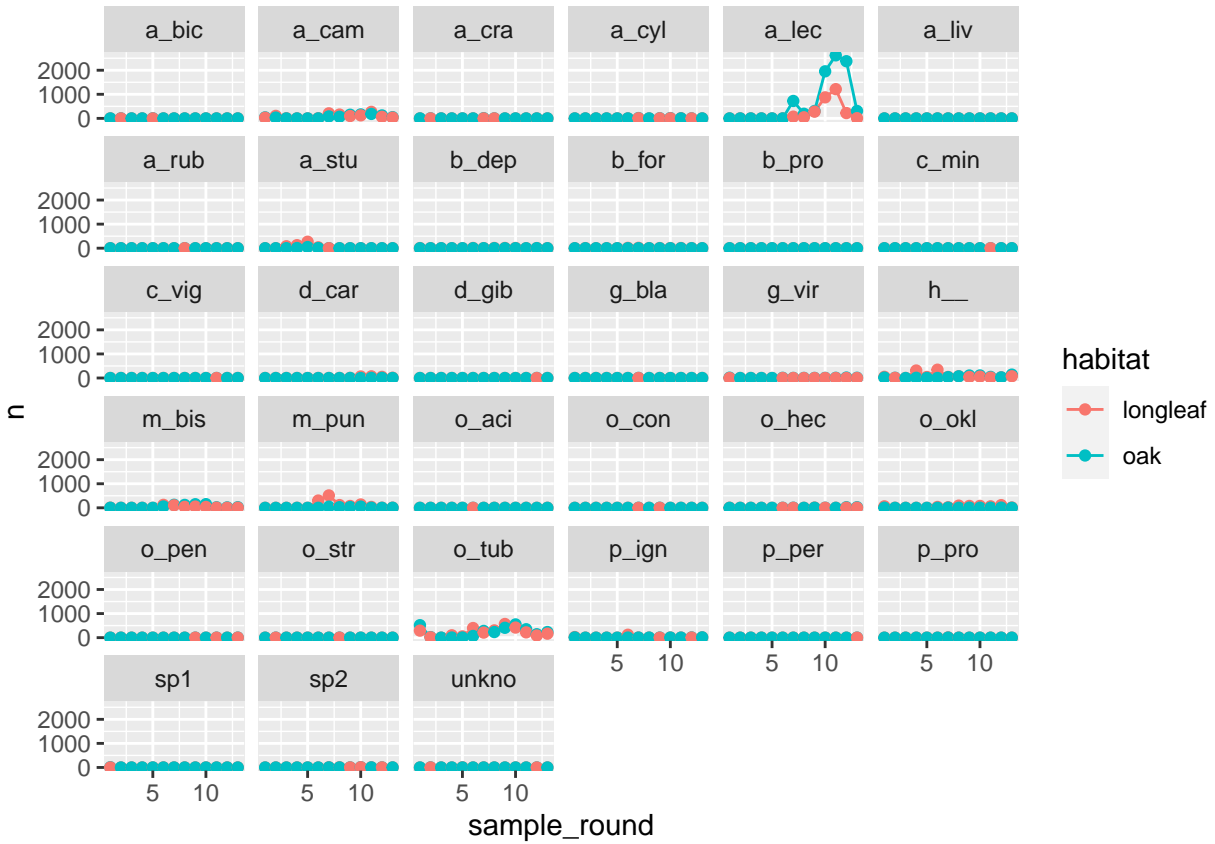 a_bic a_cam a_cra a_cyl a_lec a_liv
2000
1000
0
a_rub a_stu b_dep b_for b_pro c_min
2000
1000
0
c_vig d_car d_gib g_bla g_vir h__
2000
1000
0
habitat
longleaf
oak
n
m_bis m_pun o_aci o_con o_hec o_okl
2000
1000
0
o_pen o_str o_tub p_ign p_per p_pro
2000
1000
0
5 10 5 10 5 10
sp1 sp2 unkno
2000
1000
0
5 10 5 10 5 10
sample_round